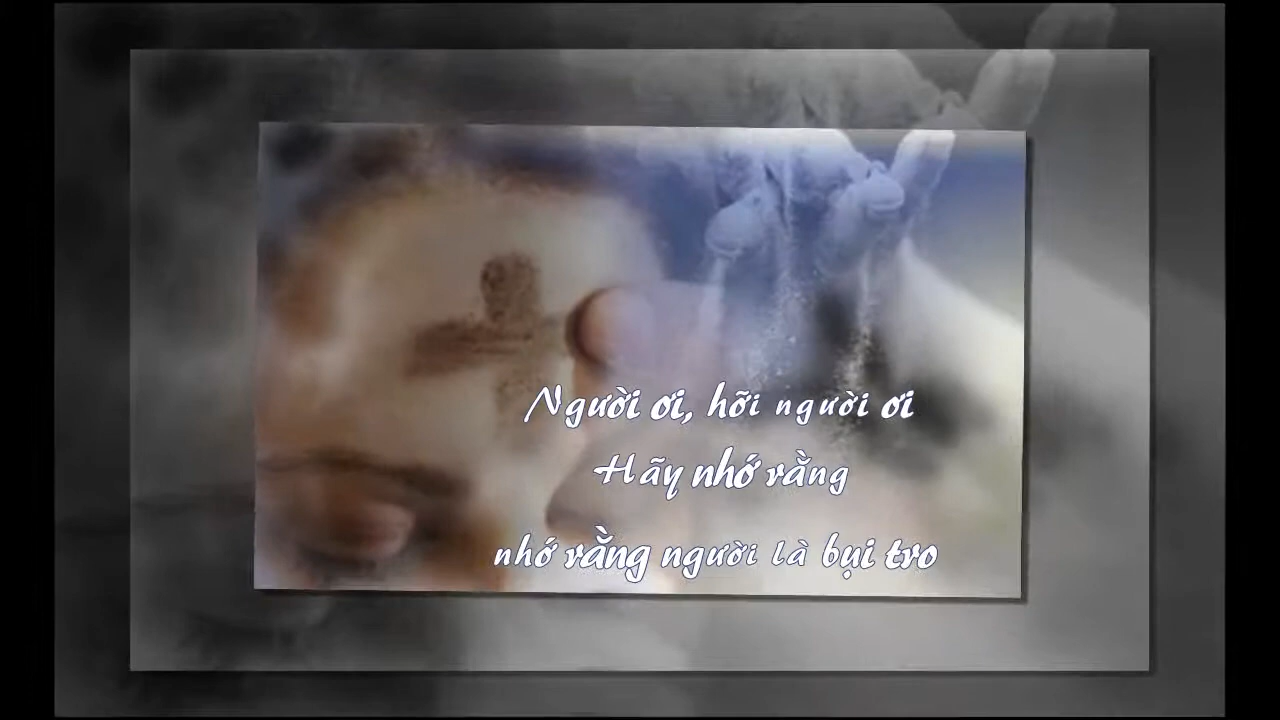 Người ơi, hỡi người ơi
Hãy nhớ rằng
nhớ rằng người là bụi tro